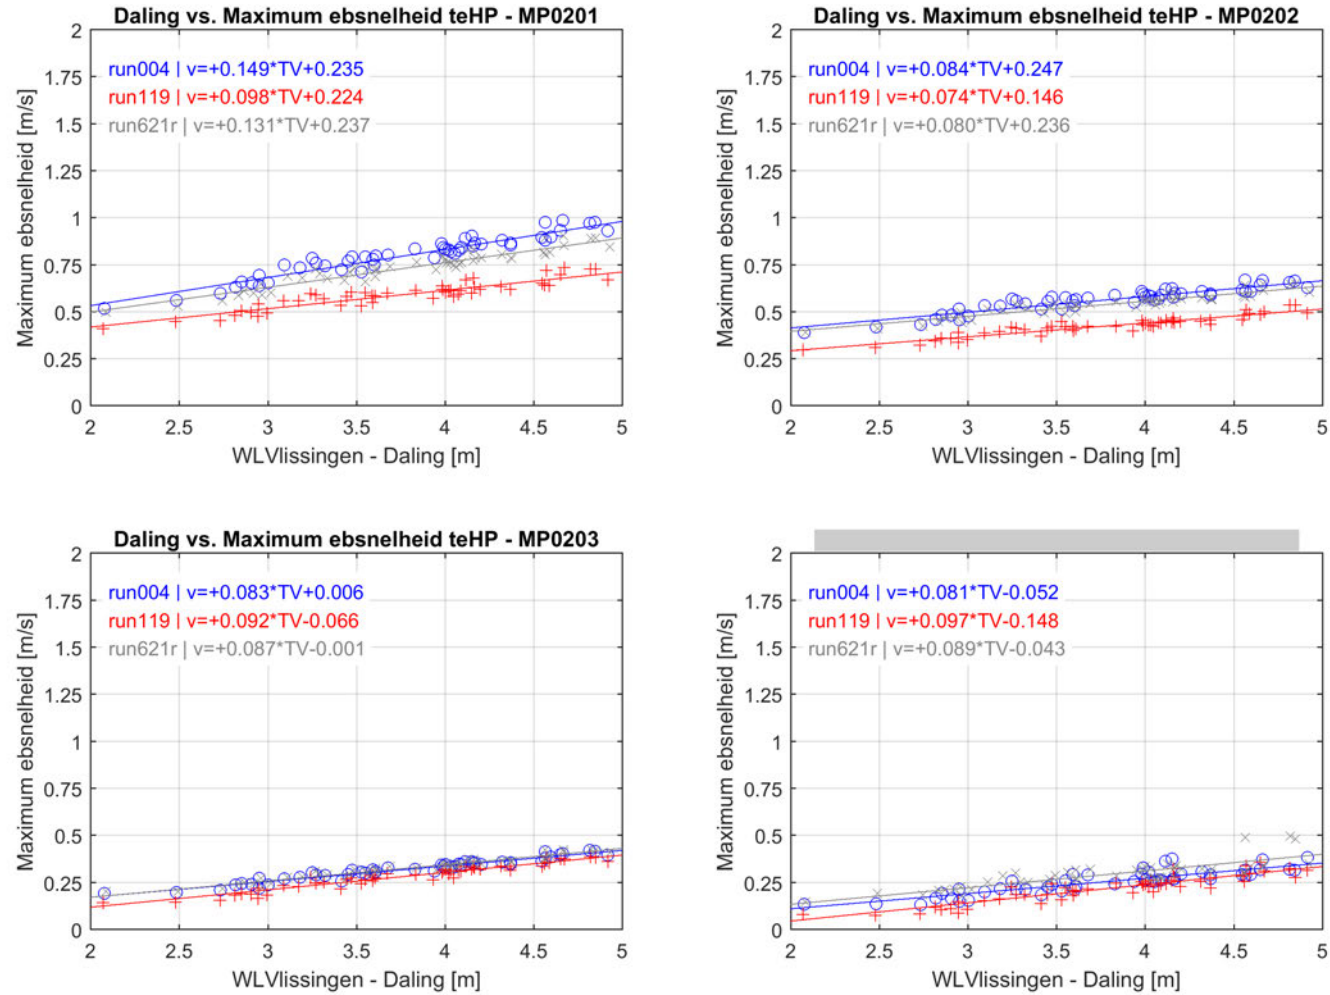 Daling vs. Maximum ebsnelheid teHP - MP0201
run004 | v=+0.149*TV+0.235
run119 | v=+0.098*TV+0.224
run621r | v=+0.131*TV+0.237
Maximum ebsnelheid [m/s]
2
1.75
1.5
1.25
1
0.75
0.5
0.25
0
2 2.5 3 3.5 4 4.5 5
WLVlissingen - Daling [m]
Daling vs. Maximum ebsnelheid teHP - MP0202
run004 | v=+0.084*TV+0.247
run119 | v=+0.074*TV+0.146
run621r | v=+0.080*TV+0.236
Maximum ebsnelheid [m/s]
2
1.75
1.5
1.25
1
0.75
0.5
0.25
0
2 2.5 3 3.5 4 4.5 5
WLVlissingen - Daling [m]
Daling vs. Maximum ebsnelheid teHP - MP0203
run004 | v=+0.083*TV+0.006
run119 | v=+0.092*TV-0.066
run621r | v=+0.087*TV-0.001
Maximum ebsnelheid [m/s]
2
1.75
1.5
1.25
1
0.75
0.5
0.25
0
2 2.5 3 3.5 4 4.5 5
WLVlissingen - Daling [m]
run004 | v=+0.081*TV-0.052
run119 | v=+0.097*TV-0.148
run621r | v=+0.089*TV-0.043
Maximum ebsnelheid [m/s]
2
1.75
1.5
1.25
1
0.75
0.5
0.25
0
2 2.5 3 3.5 4 4.5 5
WLVlissingen - Daling [m]